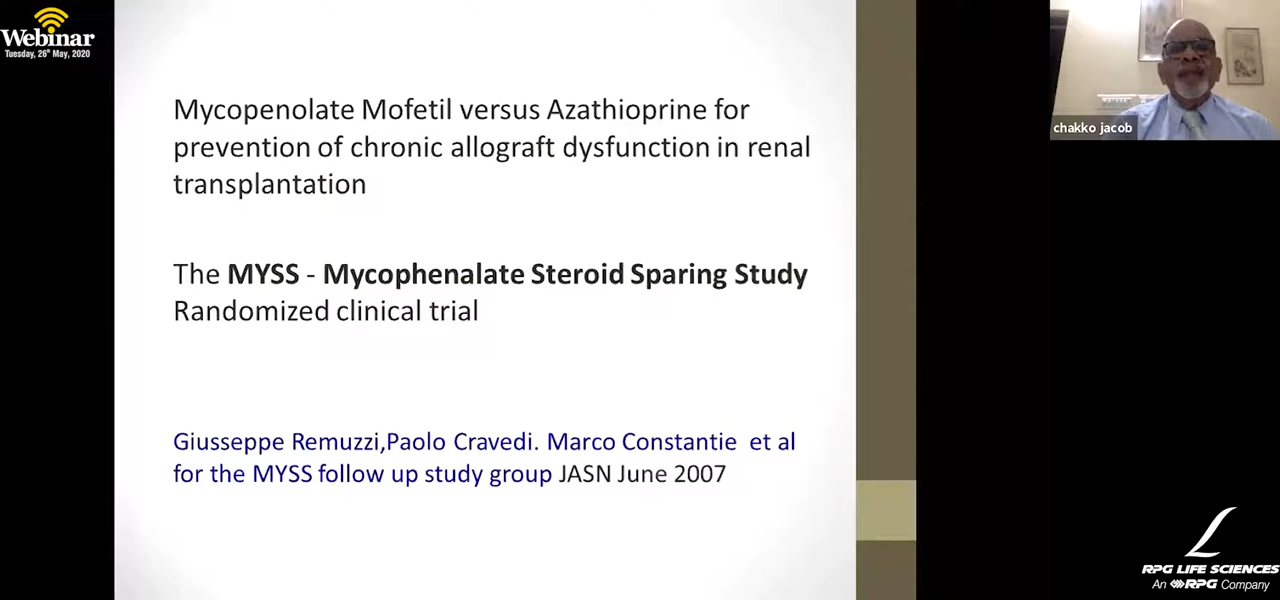 Webinar
Tuesday, 26th May, 2020
Mycopenolate Mofetil versus Azathioprine for
prevention of chronic allograft dysfunction in renal
transplantation
The MYSS - Mycophenalate Steroid Sparing Study
Randomized clinical trial
Giusseppe Remuzzi,Paolo Cravedi. Marco Constantie et al
for the MYSS follow up study group JASN June 2007
chakko jacob
RPG LIFE SCIENCES
An RPG Company